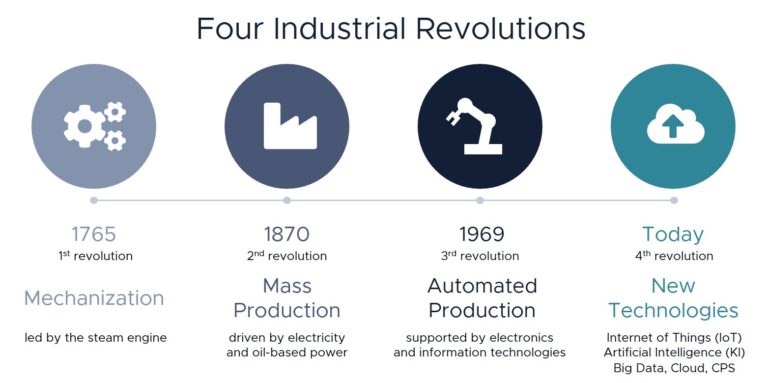 Four Industrial Revolutions
1765
1st revolution
Mechanization
led by the steam engine
1870
2nd revolution
Mass
Production
driven by electricity
and oil-based power
1969
3rd revolution
Automated
Production
supported by electronics
and information technologies
Today
4th revolution
New
Technologies
Internet of Things (IoT)
Artificial Intelligence (KI)
Big Data, Cloud, CPS